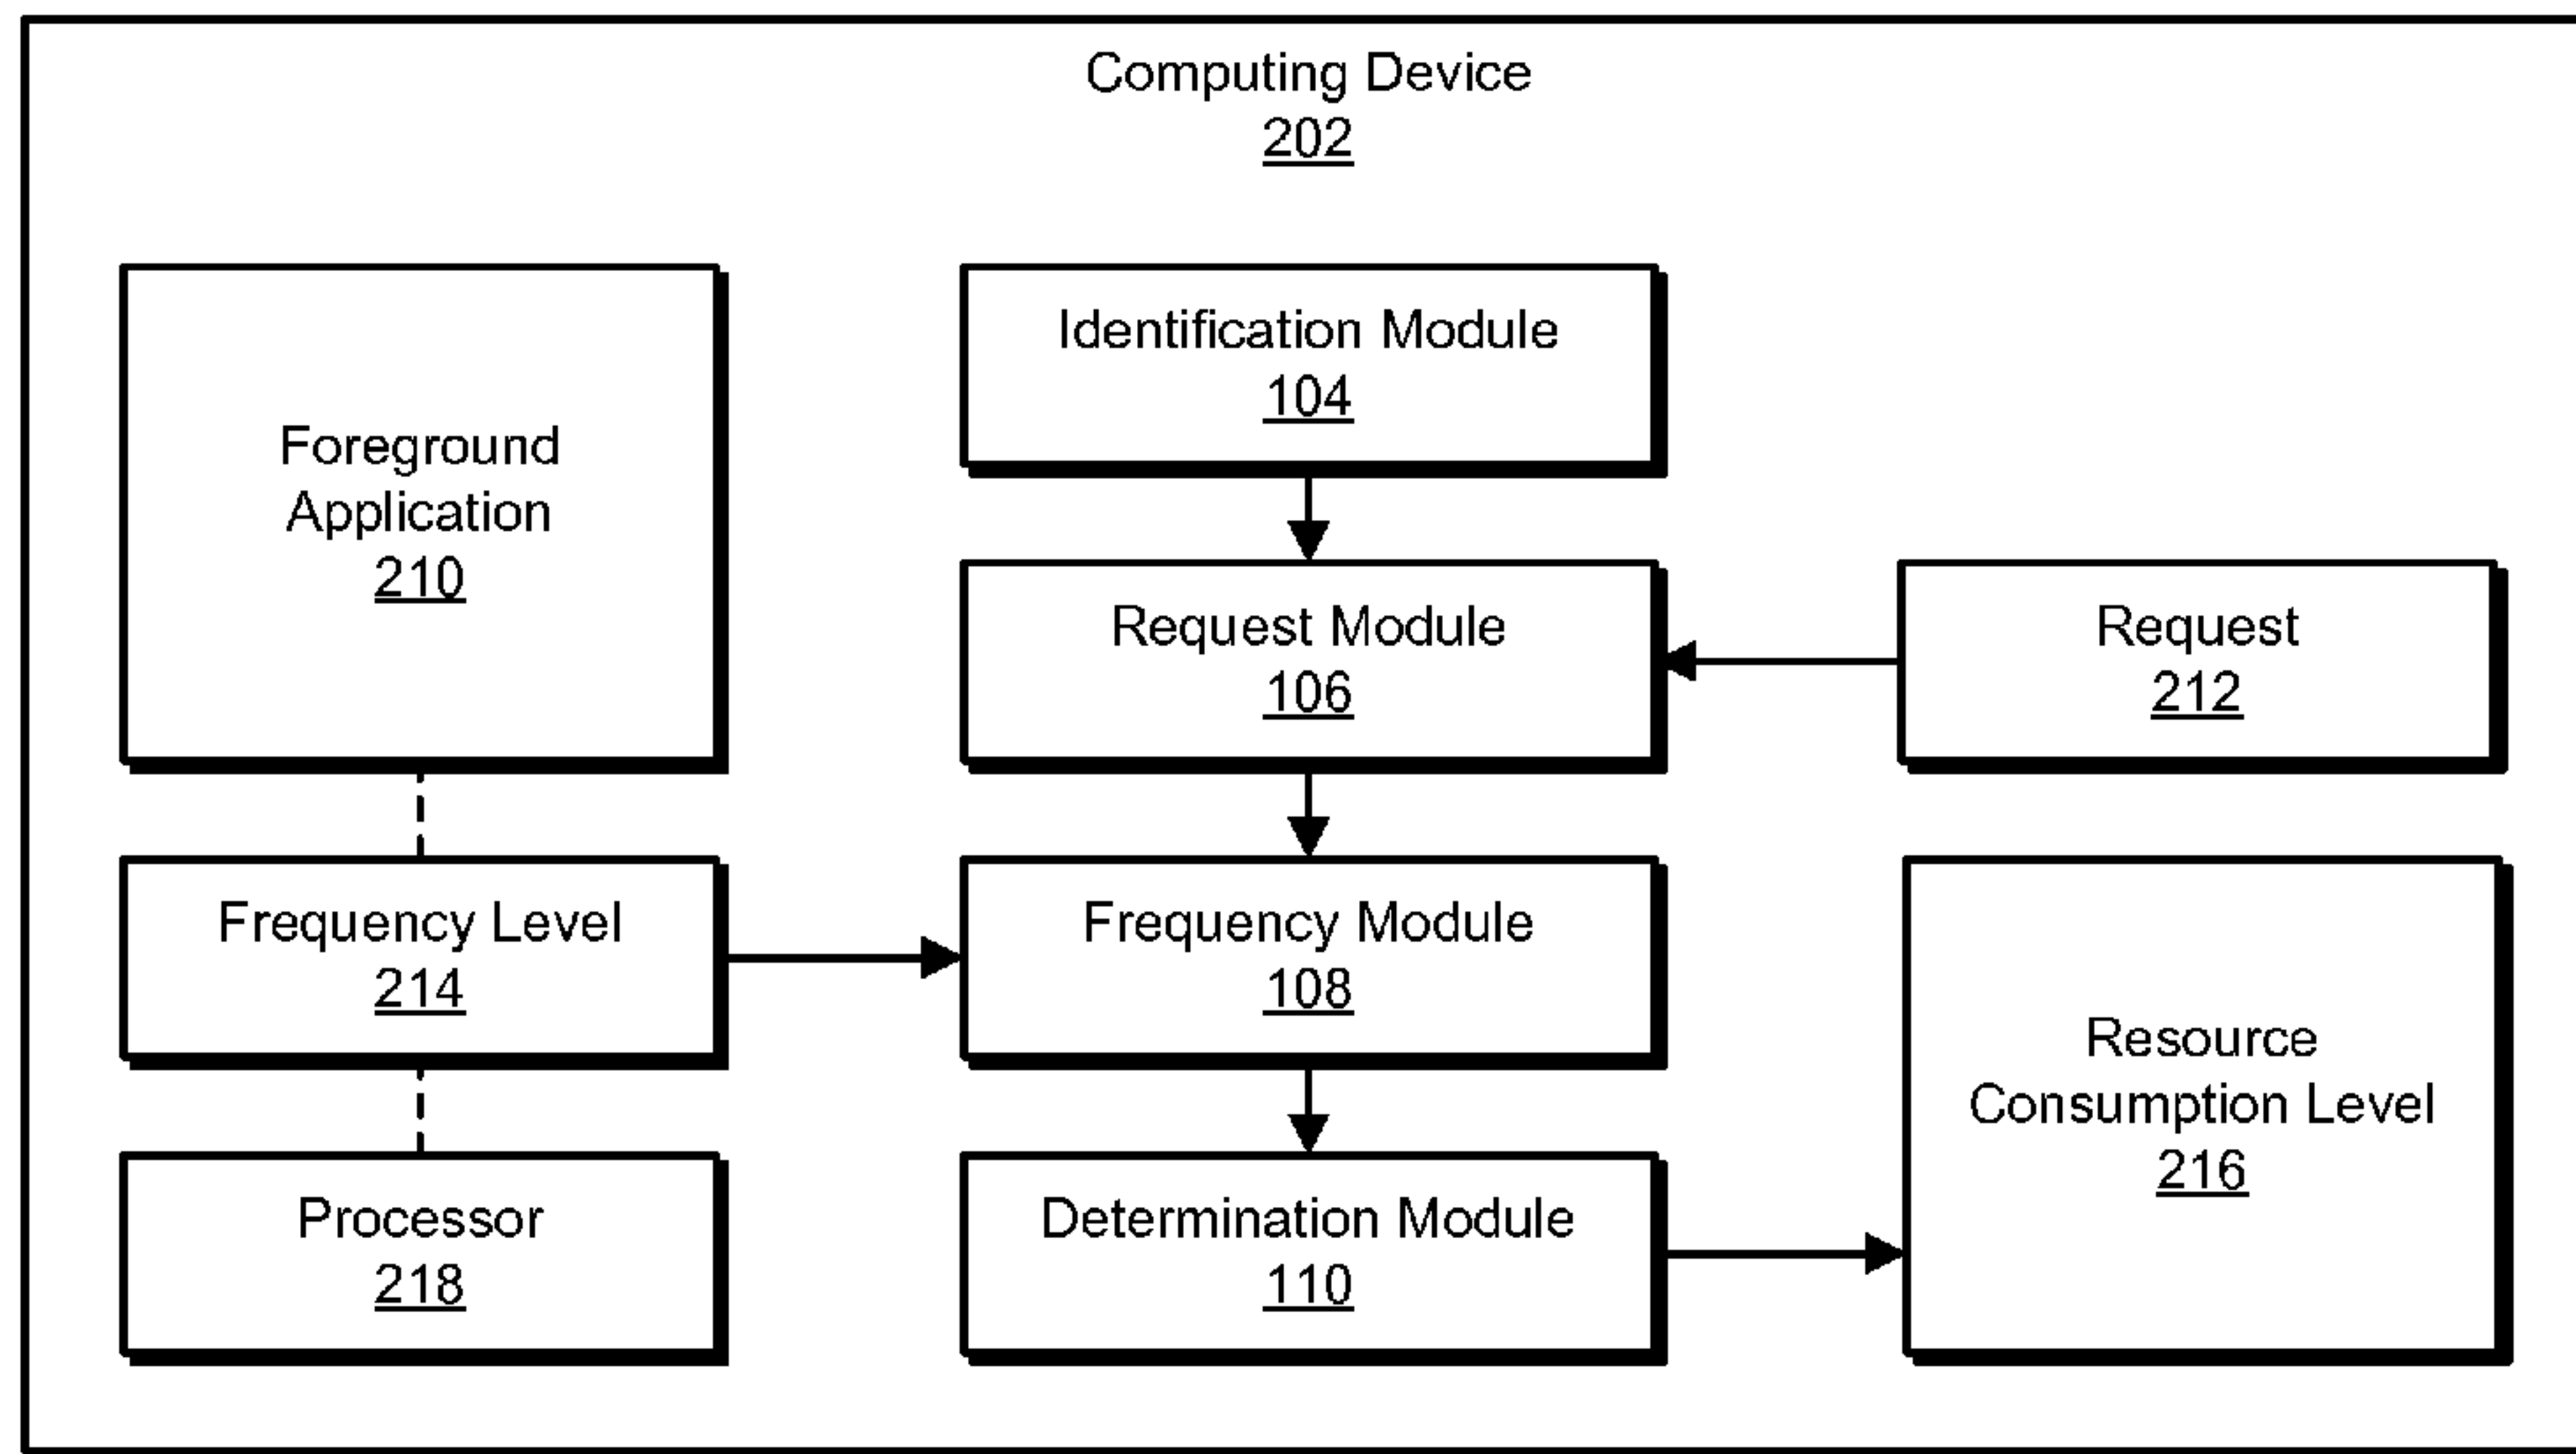 Computing Device
202
Foreground
Application
210
Identification Module
104
Request Module
106
Request
212
Frequency Level
214
Frequency Module
108
Resource
Consumption Level
216
Processor
218
Determination Module
110